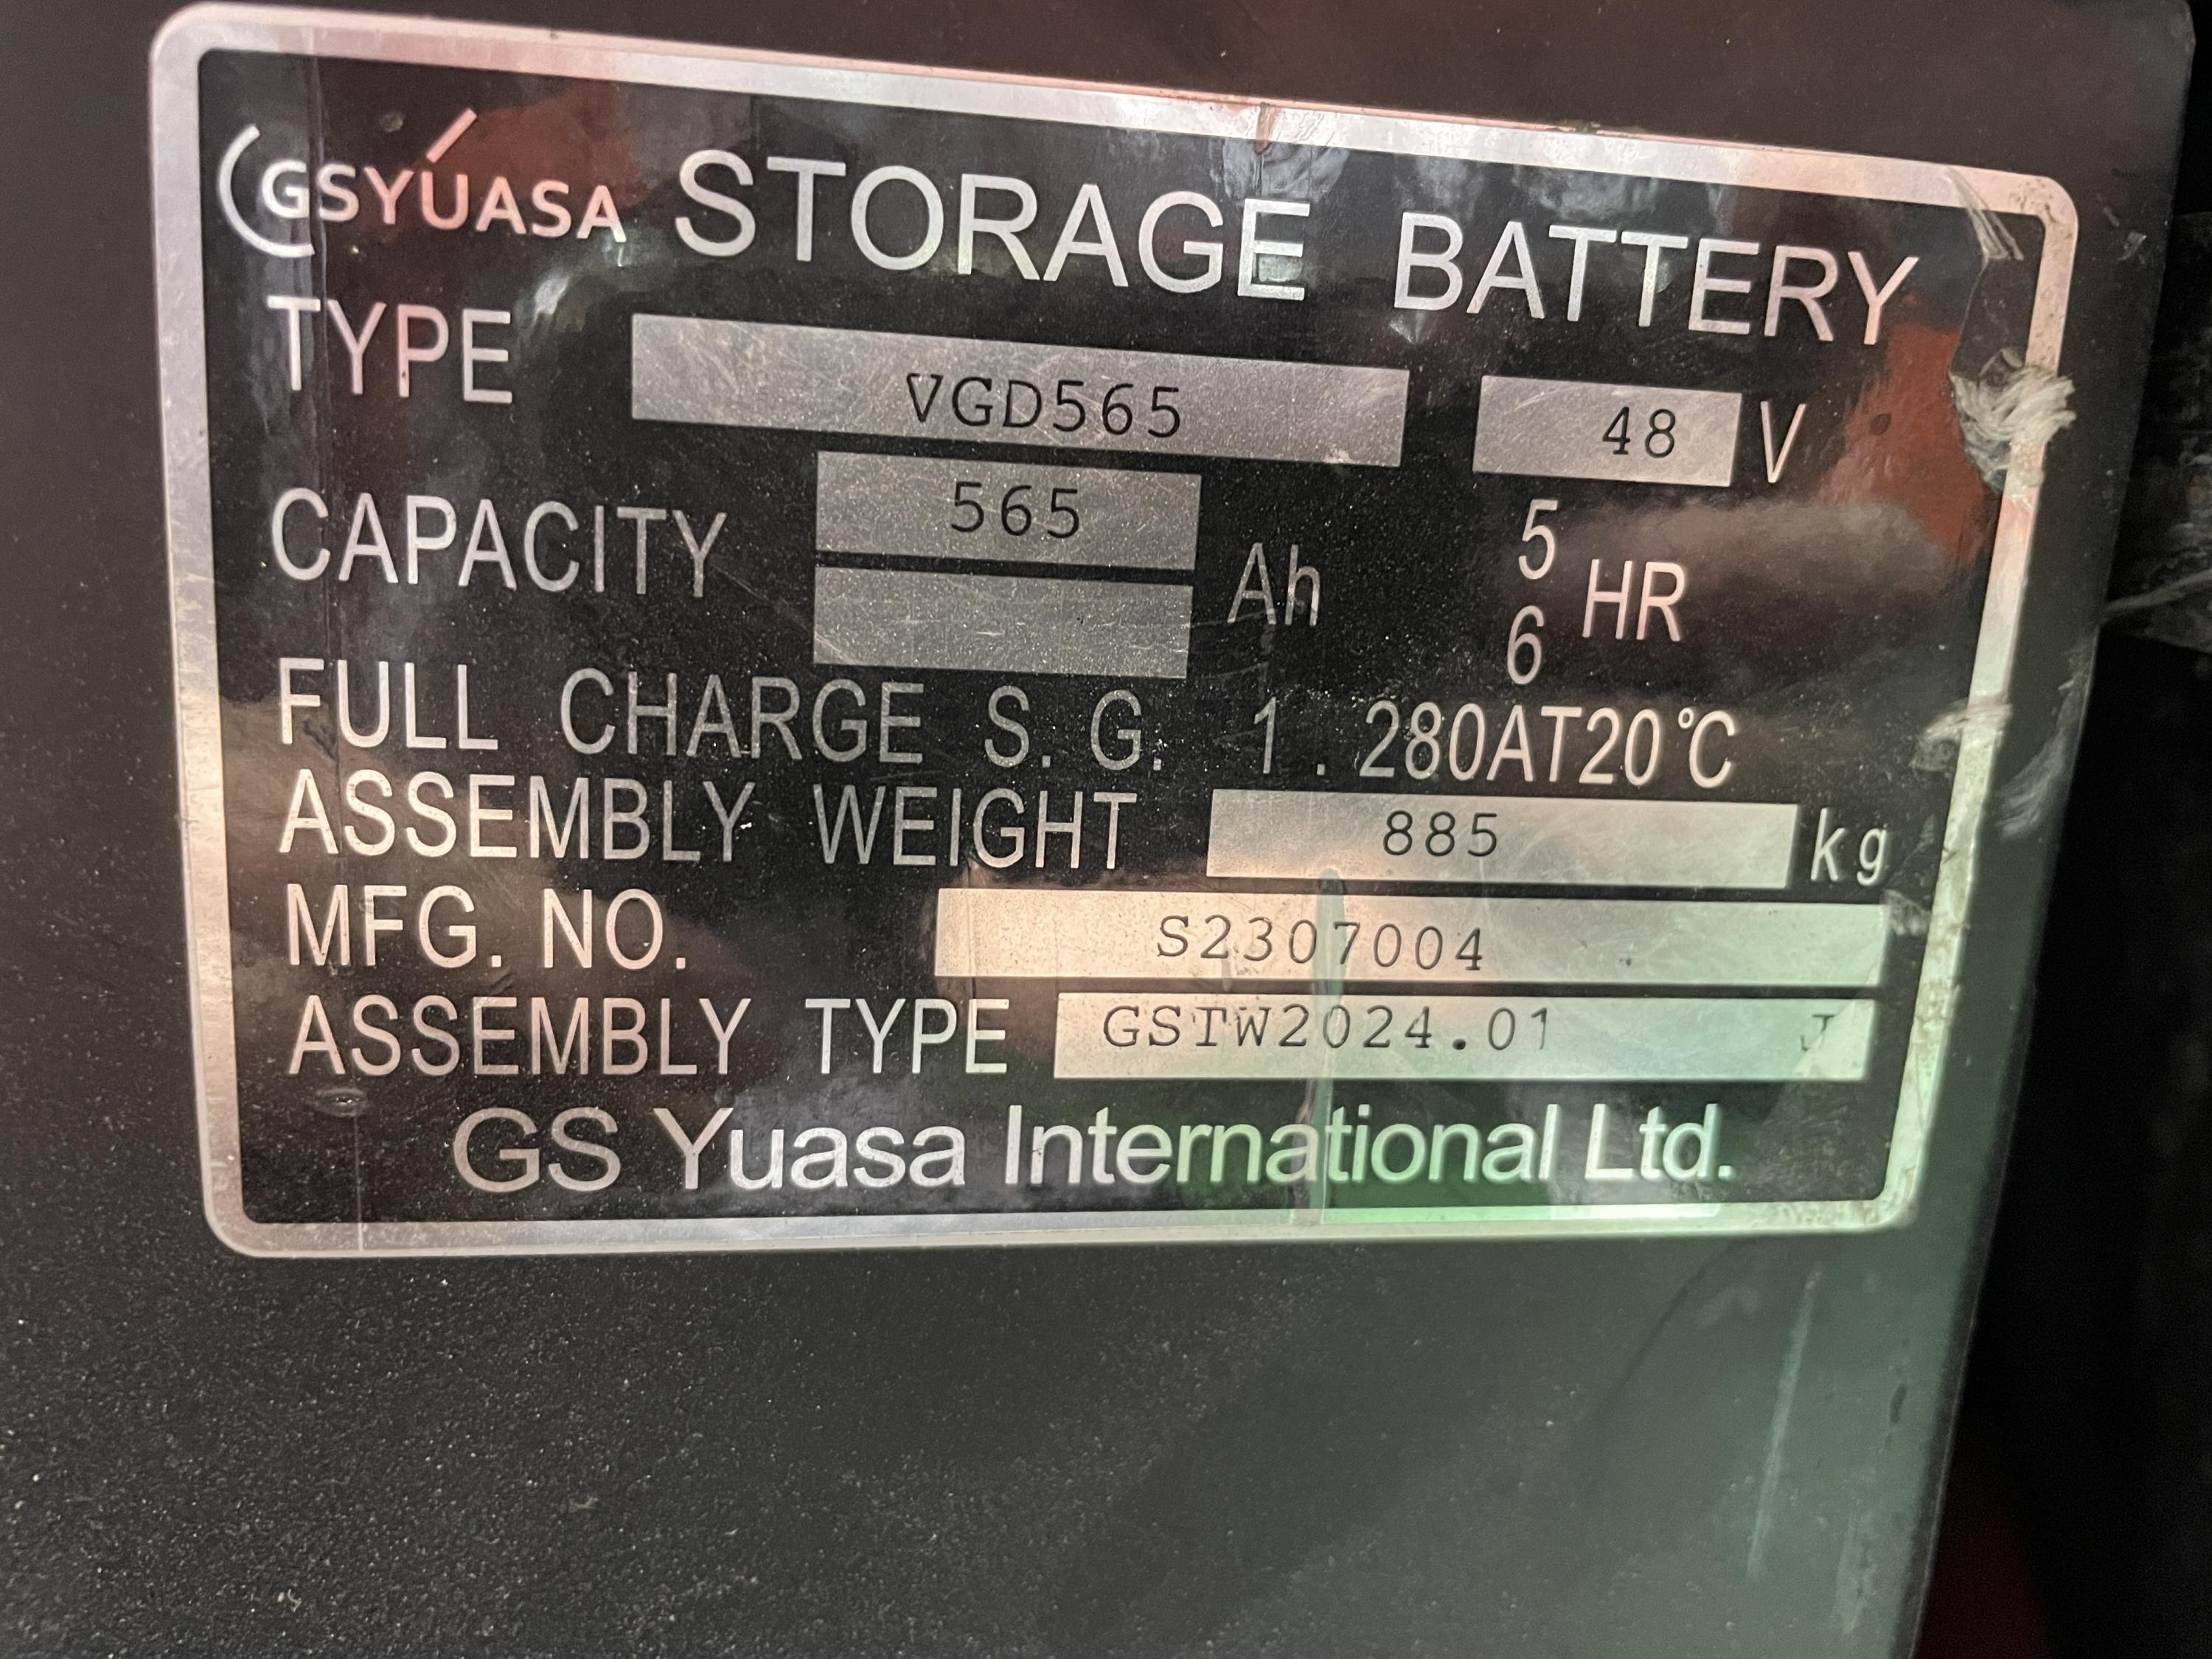 GSYUASA STORAGE BATTERY
TYPE VGD565 48 V
CAPACITY 565 Ah 5 HR
6
FULL CHARGE S. G. 1. 280AT20℃
ASSEMBLY WEIGHT 885 kg
MFG. NO. S2307004
ASSEMBLY TYPE GSTW2024.01 J
GS Yuasa International Ltd.